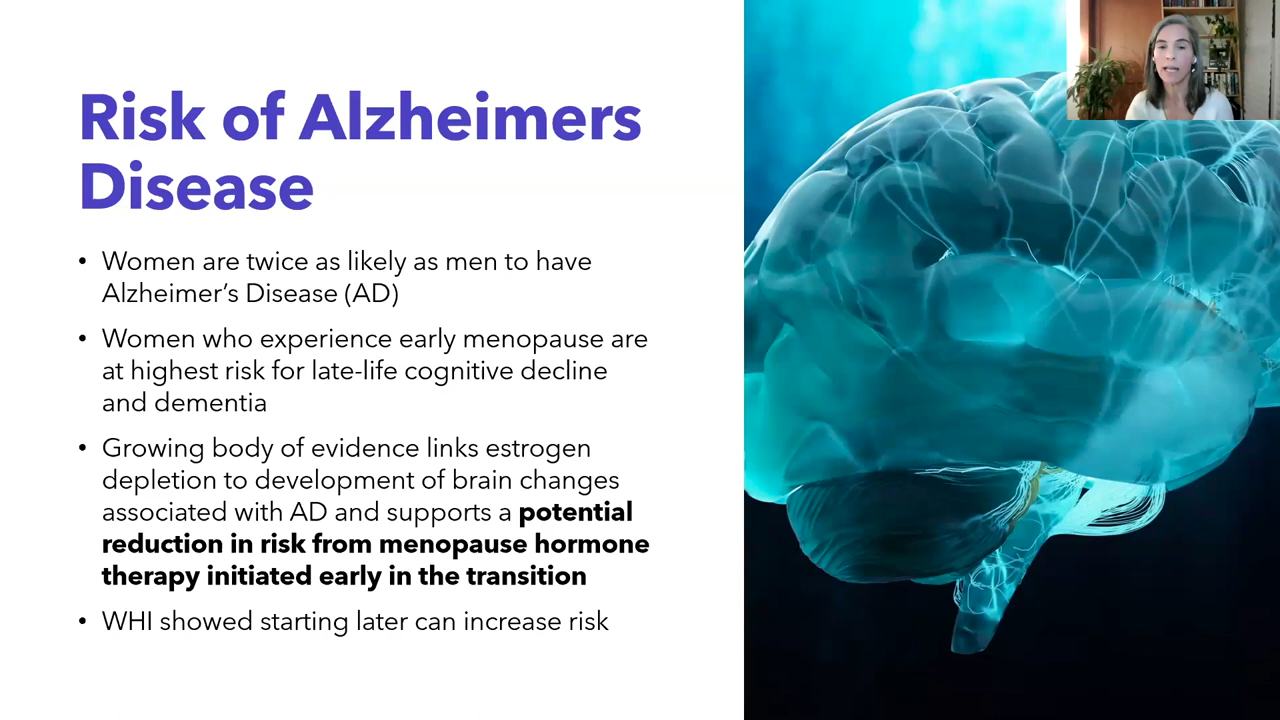 Risk of Alzheimers
Disease
• Women are twice as likely as men to have
Alzheimer’s Disease (AD)
• Women who experience early menopause are
at highest risk for late-life cognitive decline
and dementia
• Growing body of evidence links estrogen
depletion to development of brain changes
associated with AD and supports a potential
reduction in risk from menopause hormone
therapy initiated early in the transition
• WHI showed starting later can increase risk